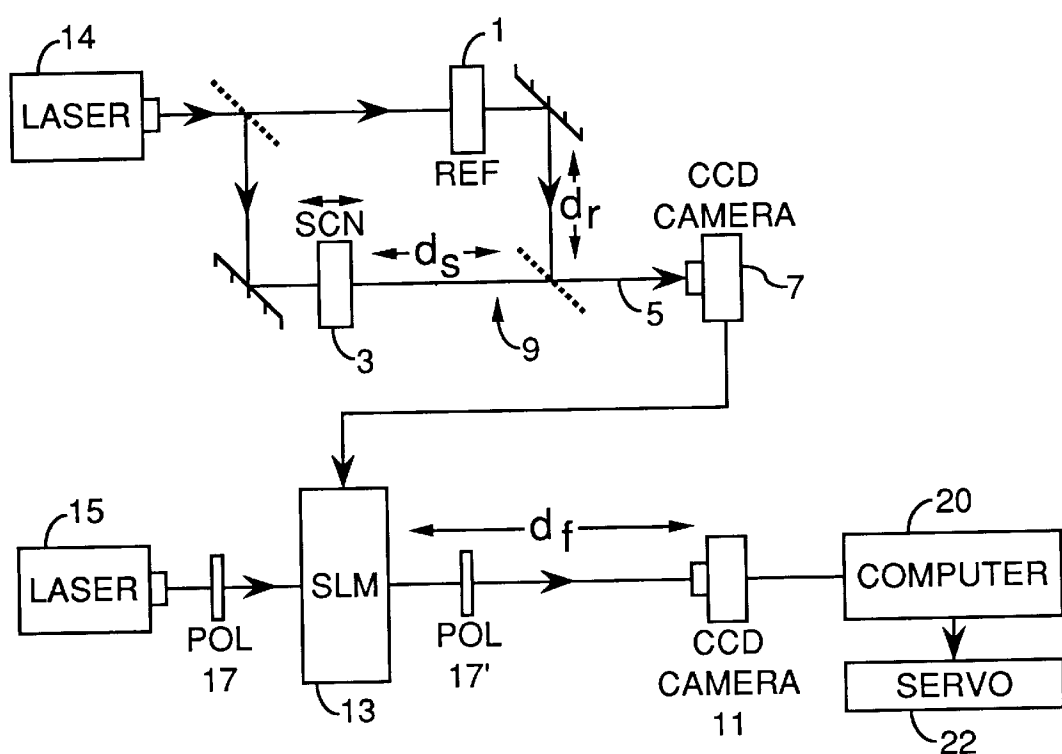 14
LASER
1
REF
SCN
3
d_s
d_r
9
5
CCD
CAMERA
7
15
LASER
POL
17
SLM
13
d_f
POL
17'
CCD
CAMERA
11
20
COMPUTER
SERVO
22